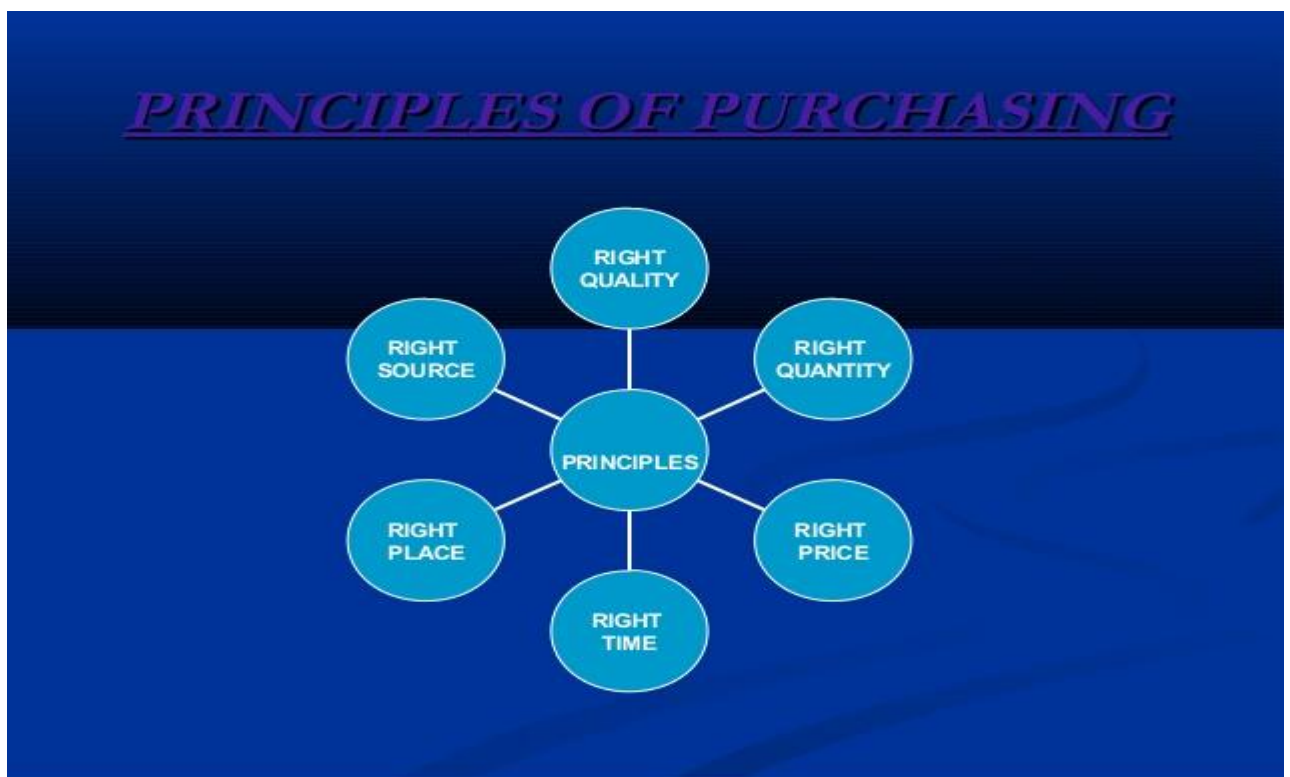 PRINCIPLES OF PURCHASING
RIGHT
QUALITY
RIGHT
SOURCE
RIGHT
QUANTITY
PRINCIPLES
RIGHT
PLACE
RIGHT
PRICE
RIGHT
TIME